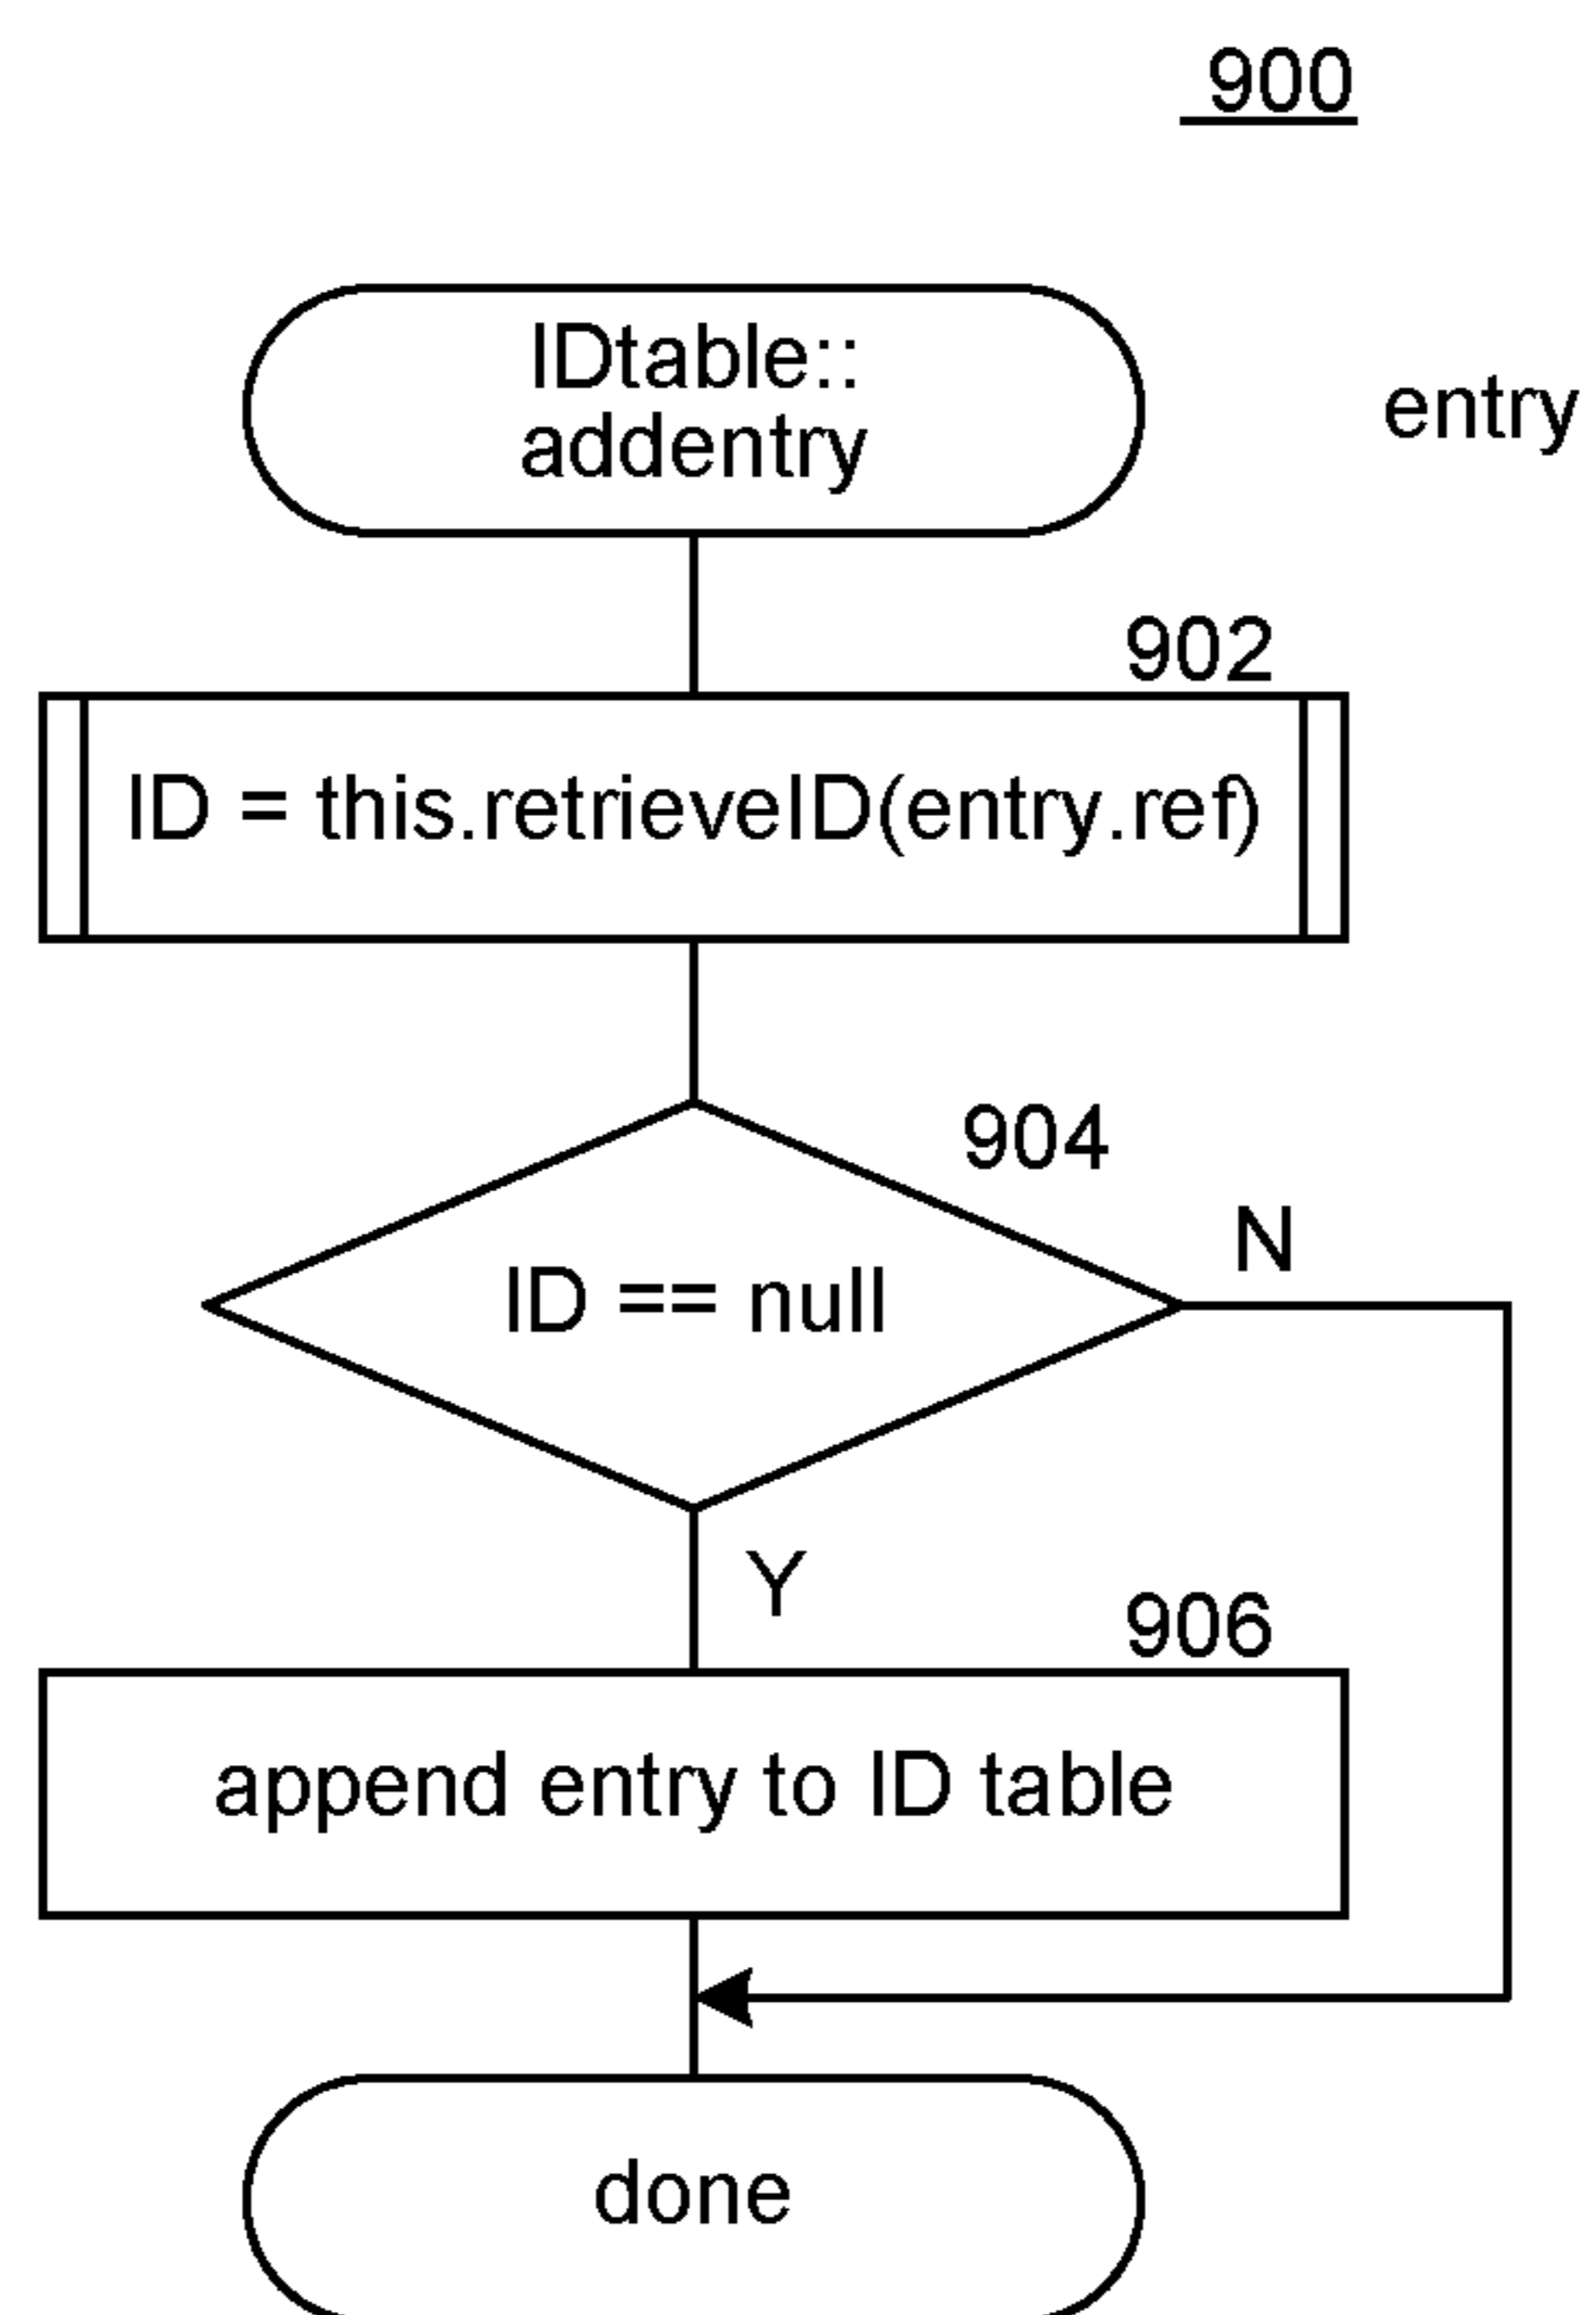 900
IDtable::
addentry
entry
902
ID = this.retrieveID(entry.ref)
904
N
ID == null
Y
906
append entry to ID table
done